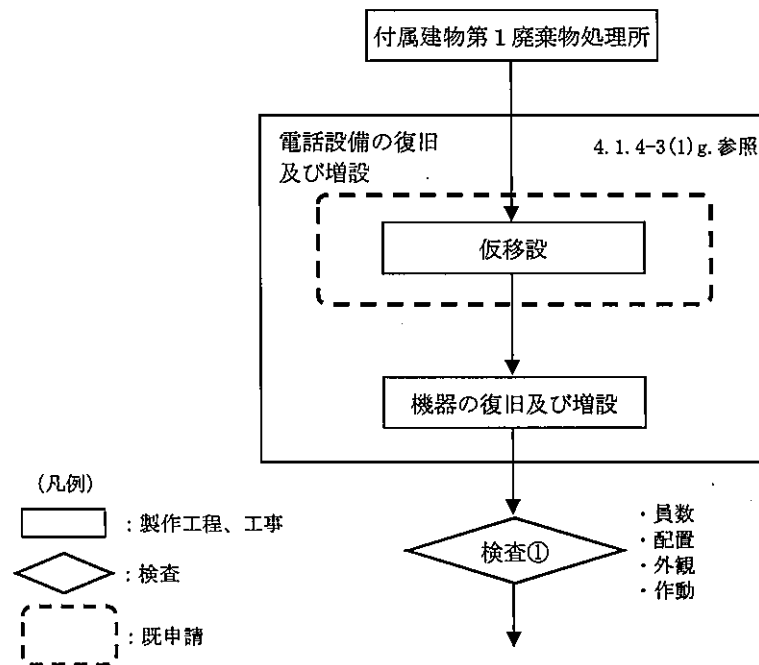 付属建物第１廃棄物処理所
電話設備の復旧
及び増設
4.1.4-3(1)g.参照
仮移設
機器の復旧及び増設
検査①
・員数
・配置
・外観
・作動
(凡例)
：製作工程、工事
：検査
：既申請